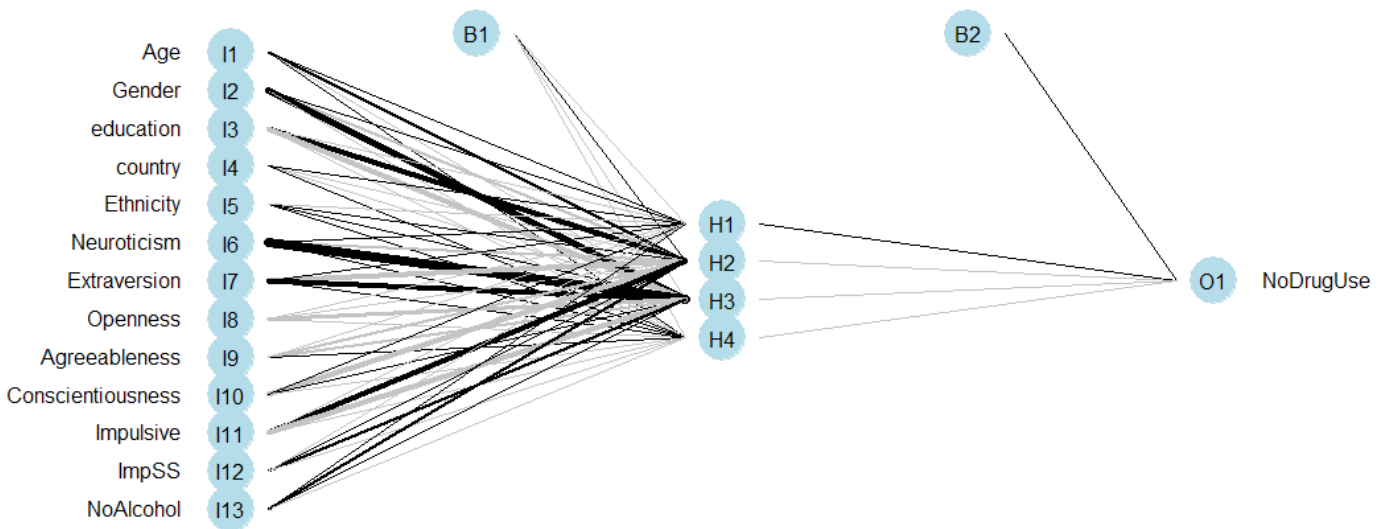 B1
B2
Age I1
Gender I2
education I3
country I4
Ethnicity I5
Neuroticism I6
Extraversion I7
Openness I8
Agreeableness I9
Conscientiousness I10
Impulsive I11
ImpSS I12
NoAlcohol I13
H1
H2
H3
H4
O1 NoDrugUse